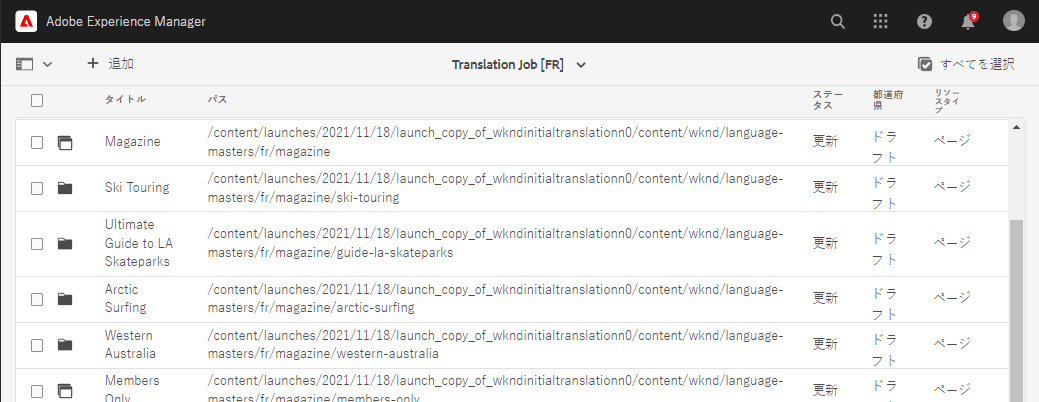 Adobe Experience Manager
9
追加
Translation Job [FR]
すべてを選択
タイトル
パス
ステー
タス
都道府
県
リソー
スタイ
プ
Magazine
/content/launches/2021/11/18/launch_copy_of_wkndinitialtranslationn0/content/wknd/language-
masters/fr/magazine
更新
ドラ
フト
ページ
Ski Touring
/content/launches/2021/11/18/launch_copy_of_wkndinitialtranslationn0/content/wknd/language-
masters/fr/magazine/ski-touring
更新
ドラ
フト
ページ
Ultimate
Guide to LA
Skateparks
/content/launches/2021/11/18/launch_copy_of_wkndinitialtranslationn0/content/wknd/language-
masters/fr/magazine/guide-la-skateparks
更新
ドラ
フト
ページ
Arctic
Surfing
/content/launches/2021/11/18/launch_copy_of_wkndinitialtranslationn0/content/wknd/language-
masters/fr/magazine/arctic-surfing
更新
ドラ
フト
ページ
Western
Australia
/content/launches/2021/11/18/launch_copy_of_wkndinitialtranslationn0/content/wknd/language-
masters/fr/magazine/western-australia
更新
ドラ
フト
ページ
Members
Only
/content/launches/2021/11/18/launch_copy_of_wkndinitialtranslationn0/content/wknd/language-
masters/fr/magazine/members-only
更新
ドラ
フト
ページ